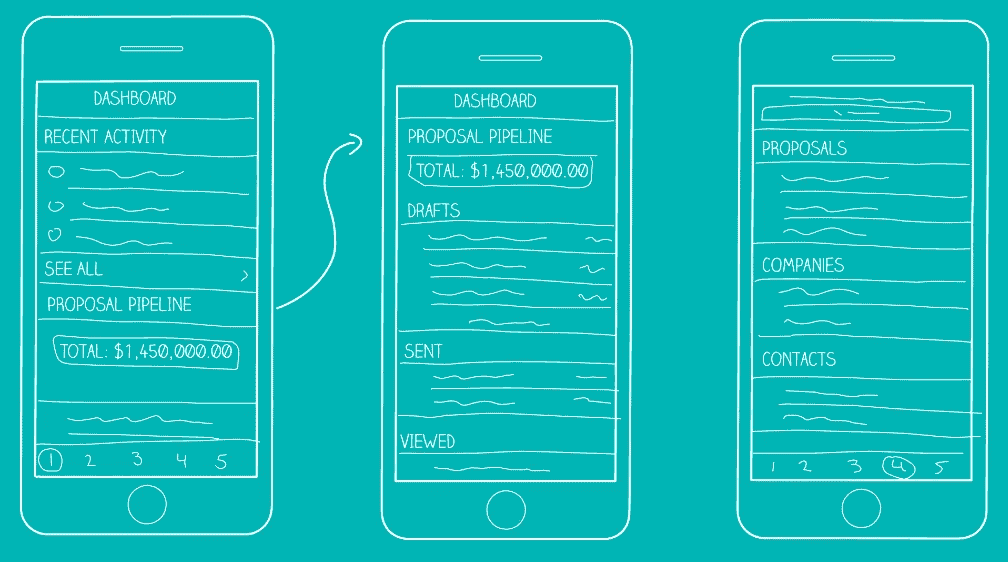 DASHBOARD
RECENT ACTIVITY
SEE ALL >
PROPOSAL PIPELINE
TOTAL: $1,450,000.00
1 2 3 4 5
DASHBOARD
PROPOSAL PIPELINE
TOTAL: $1,450,000.00
DRAFTS
SENT
VIEWED
PROPOSALS
COMPANIES
CONTACTS
1 2 3 4 5